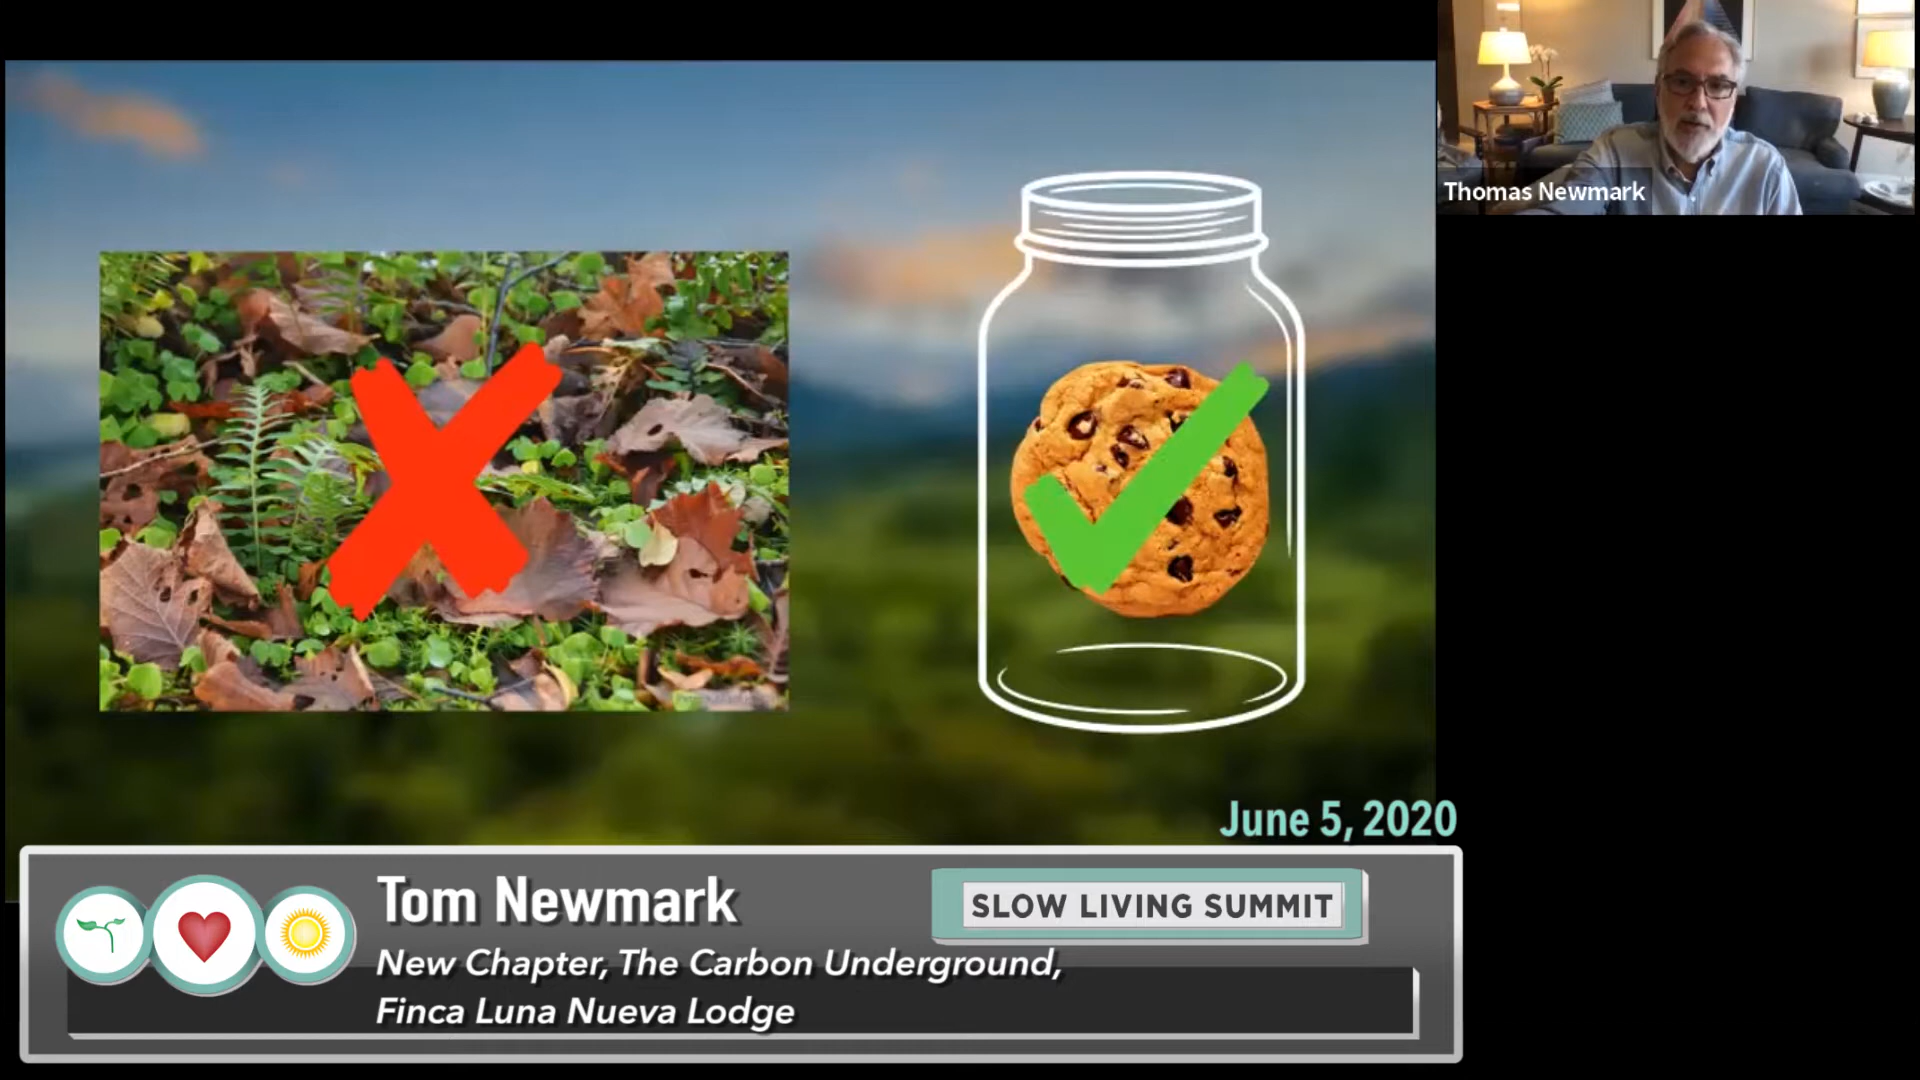 Thomas Newmark
June 5, 2020
Tom Newmark
SLOW LIVING SUMMIT
New Chapter, The Carbon Underground,
Finca Luna Nueva Lodge